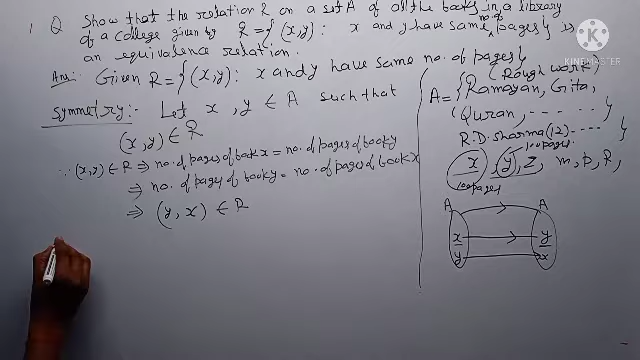 1 Q Show that the relation R on a set A of all the books in a library
of a college given by R = {(x,y) : x and y have same no. of pages} is
an equivalence relation.
Ans:- Given R = {(x,y) : x and y have same no. of pages}
Symmetry:- Let x, y ∈ A such that
(x,y) ∈ R
∵ (x,y) ∈ R ⇒ no. of pages of book x = no. of pages of book y
⇒ no. of pages of book y = no. of pages of book x
⇒ (y, x) ∈ R
(Rough work)
A = {Ramayan, Gita,
Quran, - - - - - -
R.D. Sharma (12) - - - - }
100 pages
x, y, z, m, p, R,
100 pages
A A
x y
y x
KINEMASTER